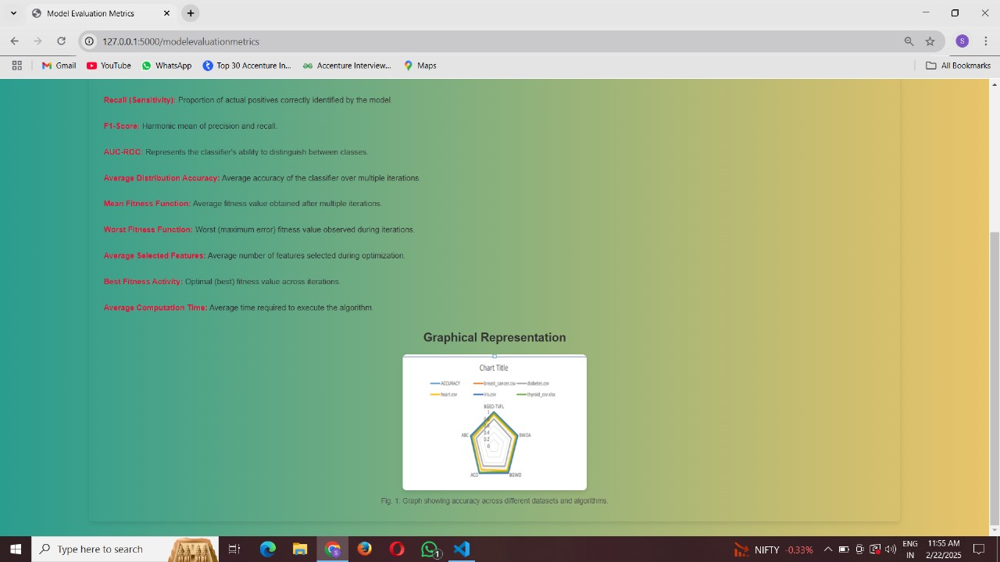 Model Evaluation Metrics
127.0.0.1:5000/modelevaluationmetrics
S
Gmail
YouTube
WhatsApp
Top 30 Accenture In...
Accenture Interview...
Maps
All Bookmarks
Recall (Sensitivity): Proportion of actual positives correctly identified by the model.
F1-Score: Harmonic mean of precision and recall.
AUC-ROC: Represents the classifier's ability to distinguish between classes.
Average Distribution Accuracy: Average accuracy of the classifier over multiple iterations.
Mean Fitness Function: Average fitness value obtained after multiple iterations.
Worst Fitness Function: Worst (maximum error) fitness value observed during iterations.
Average Selected Features: Average number of features selected during optimization.
Best Fitness Activity: Optimal (best) fitness value across iterations.
Average Computation Time: Average time required to execute the algorithm.
Graphical Representation
Chart Title
ACCURACY breast_cancer.csv diabetes.csv
heart.csv iris.csv thyroid_csv.xlsx
1
0.4
0.2
0
ABC
BWOA
ACO
BGWO
Fig. 1: Graph showing accuracy across different datasets and algorithms.
Type here to search
1
NIFTY -0.33%
ENG
IN
11:55 AM
2/22/2025